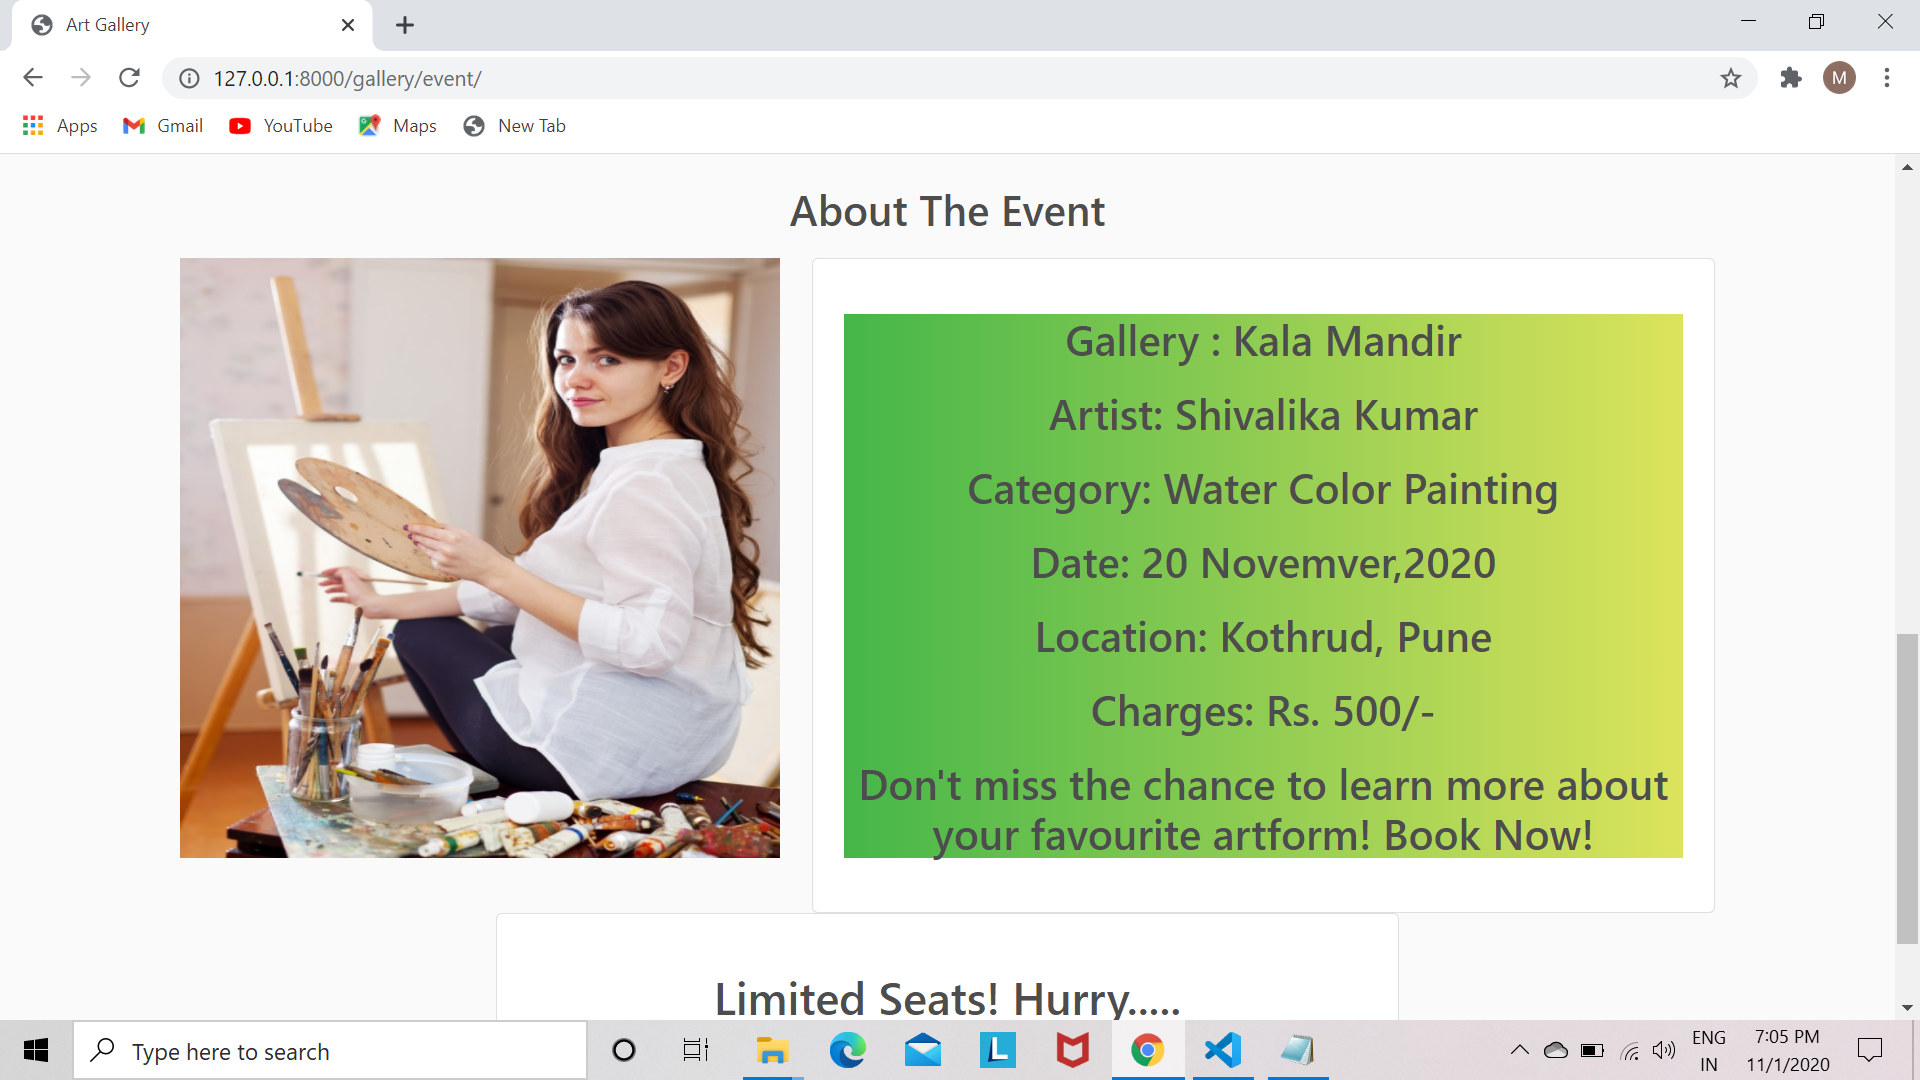 Art Gallery
127.0.0.1:8000/gallery/event/
M
Apps
Gmail
YouTube
Maps
New Tab
About The Event
Gallery : Kala Mandir
Artist: Shivalika Kumar
Category: Water Color Painting
Date: 20 Novemver,2020
Location: Kothrud, Pune
Charges: Rs. 500/-
Don't miss the chance to learn more about
your favourite artform! Book Now!
Limited Seats! Hurry.....
Type here to search
L
ENG
IN
7:05 PM
11/1/2020